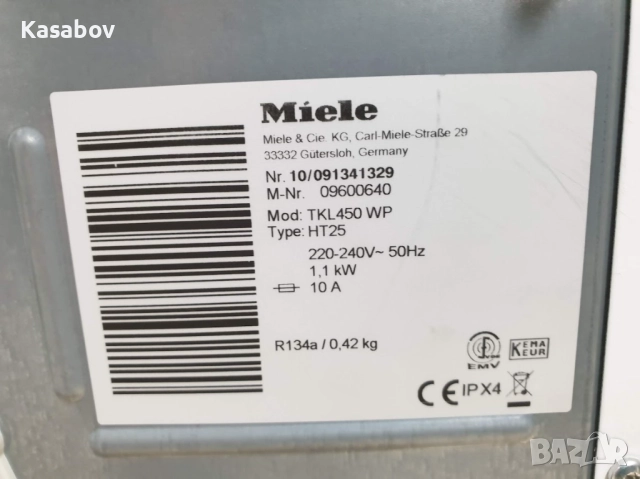 Kasabov
Miele
Miele & Cie. KG, Carl-Miele-Straße 29
33332 Gütersloh, Germany
Nr. 10/091341329
M-Nr. 09600640
Mod: TKL450 WP
Type: HT25
220-240V~ 50Hz
1,1 kW
10 A
R134a / 0,42 kg
EMV
KEMA
KEUR
CE IPX4
BAZAR